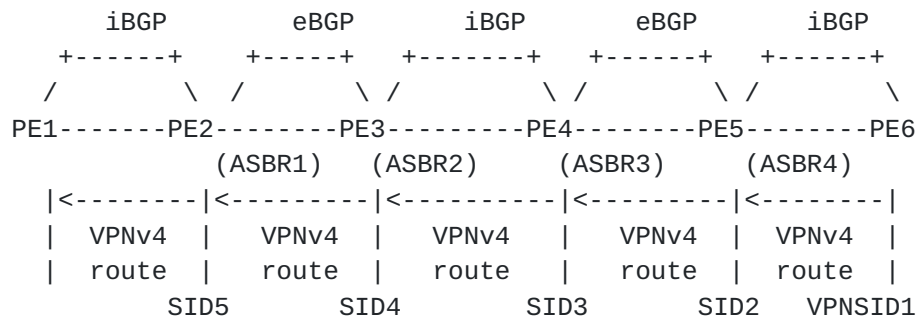 iBGP eBGP iBGP eBGP iBGP
+------+ +-----+ +-------+ +------+ +------+
/ \ / \ / \ / \ / \
PE1-------PE2--------PE3---------PE4--------PE5--------PE6
(ASBR1) (ASBR2) (ASBR3) (ASBR4)
|<--------|<---------|<----------|<---------|<---------|
| VPNv4 | VPNv4 | VPNv4 | VPNv4 | VPNv4 |
| route | route | route | route | route |
SID5 SID4 SID3 SID2 VPNSID1